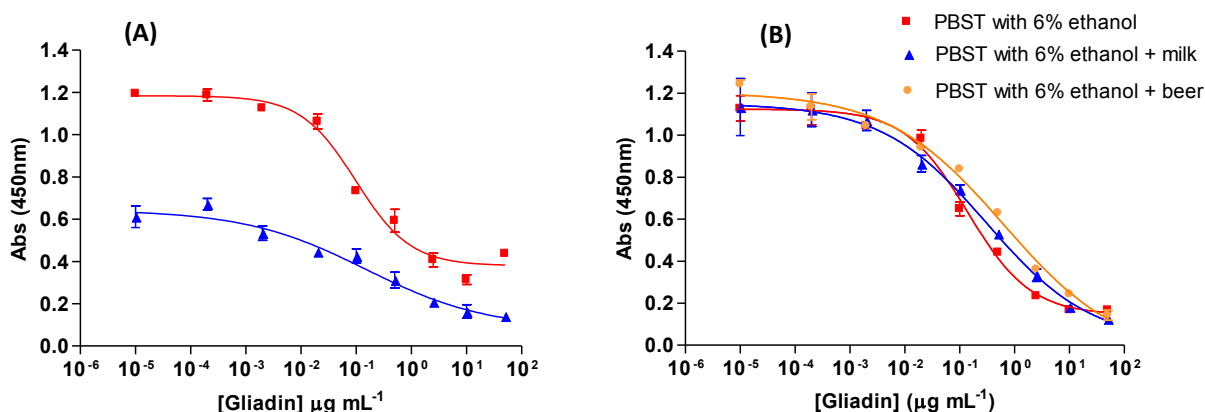 (A)
Abs (450nm)
1.4
1.2
1.0
0.8
0.6
0.4
0.2
0.0
10-6 10-5 10-4 10-3 10-2 10-1 100 101 102
[Gliadin] µg mL-1
(B)
PBST with 6% ethanol
PBST with 6% ethanol + milk
PBST with 6% ethanol + beer
Abs (450nm)
1.4
1.2
1.0
0.8
0.6
0.4
0.2
0.0
10-6 10-5 10-4 10-3 10-2 10-1 100 101 102
[Gliadin] (µg mL-1)